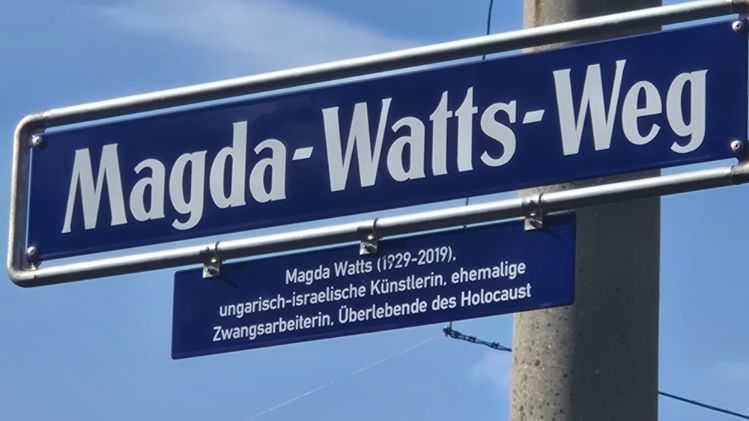 Magda-Watts-Weg
Magda Watts (1929-2019),
ungarisch-israelische Künstlerin, ehemalige
Zwangsarbeiterin, Überlebende des Holocaust